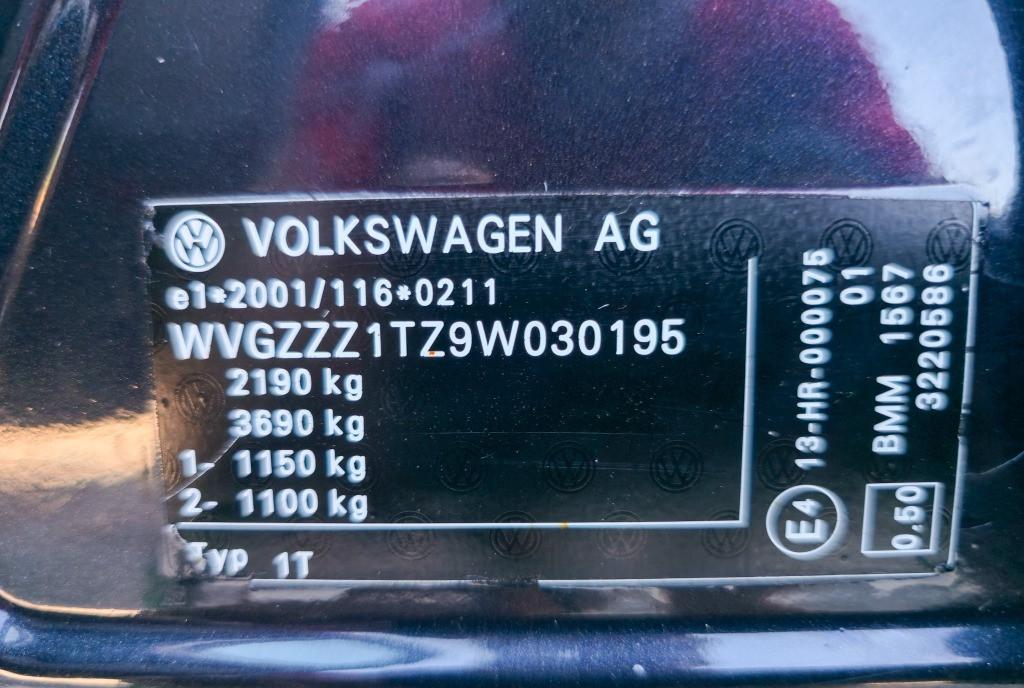 VOLKSWAGEN AG
e1*2001/116*0211
WVGZZZ1TZ9W030195
2190 kg
3690 kg
1- 1150 kg
2- 1100 kg
Typ 1T
E4 13-HR-000075
01
BMM 1567
3220586
0.50